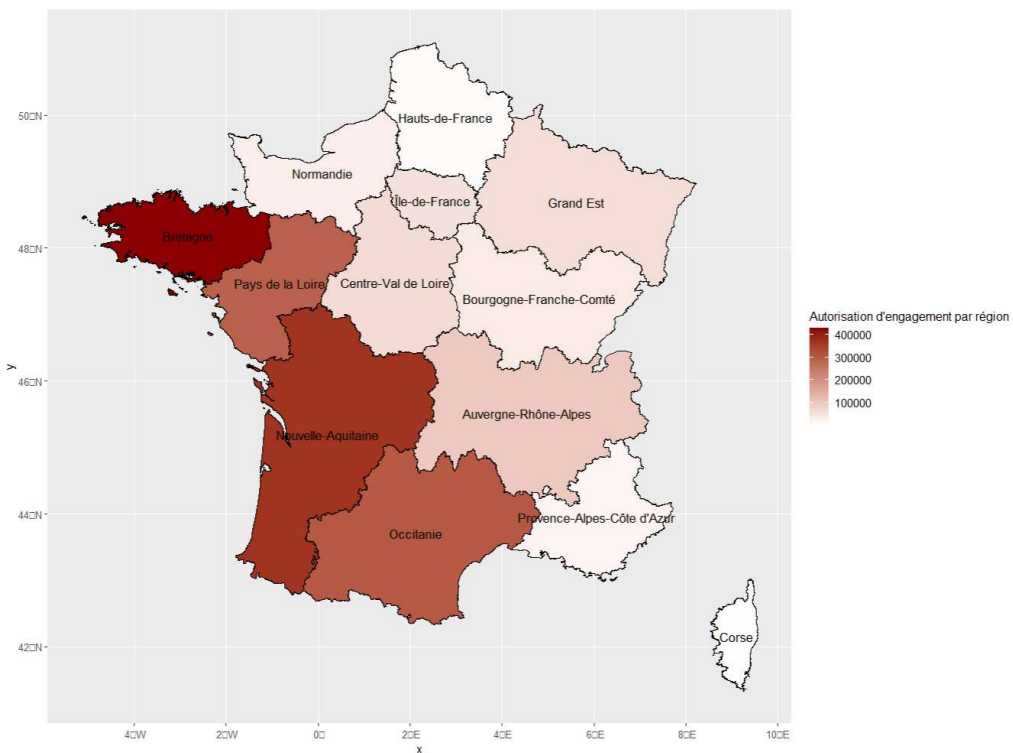 50□N
48□N
46□N
44□N
42□N
y
Hauts-de-France
Normandie
Île-de-France
Grand Est
Bretagne
Pays de la Loire
Centre-Val de Loire
Bourgogne-Franche-Comté
Auvergne-Rhône-Alpes
Nouvelle-Aquitaine
Provence-Alpes-Côte d'Azur
Occitanie
Corse
4□W
2□W
0□
2□E
4□E
6□E
8□E
10□E
x
Autorisation d'engagement par région
400000
300000
200000
100000